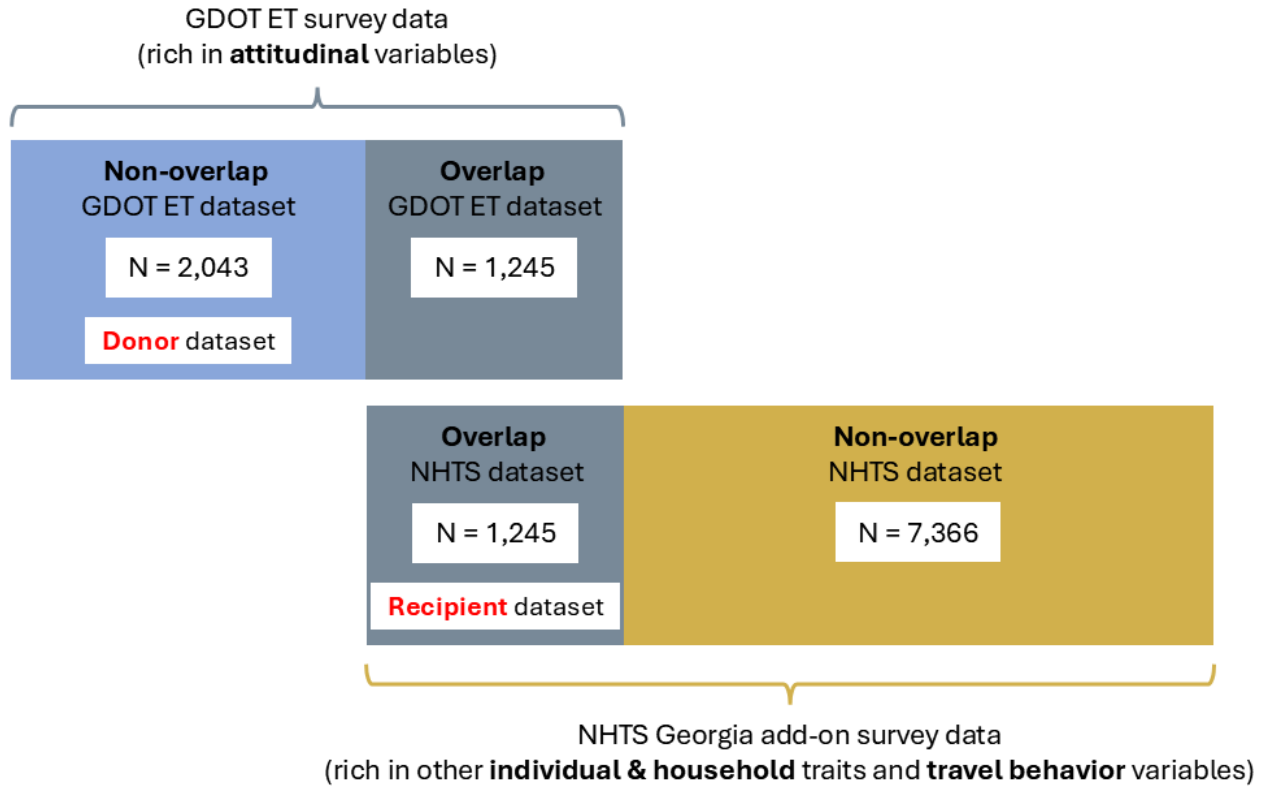 GDOT ET survey data
(rich in attitudinal variables)
Non-overlap
GDOT ET dataset
N = 2,043
Donor dataset
Overlap
GDOT ET dataset
N = 1,245
Overlap
NHTS dataset
N = 1,245
Recipient dataset
Non-overlap
NHTS dataset
N = 7,366
NHTS Georgia add-on survey data
(rich in other individual & household traits and travel behavior variables)